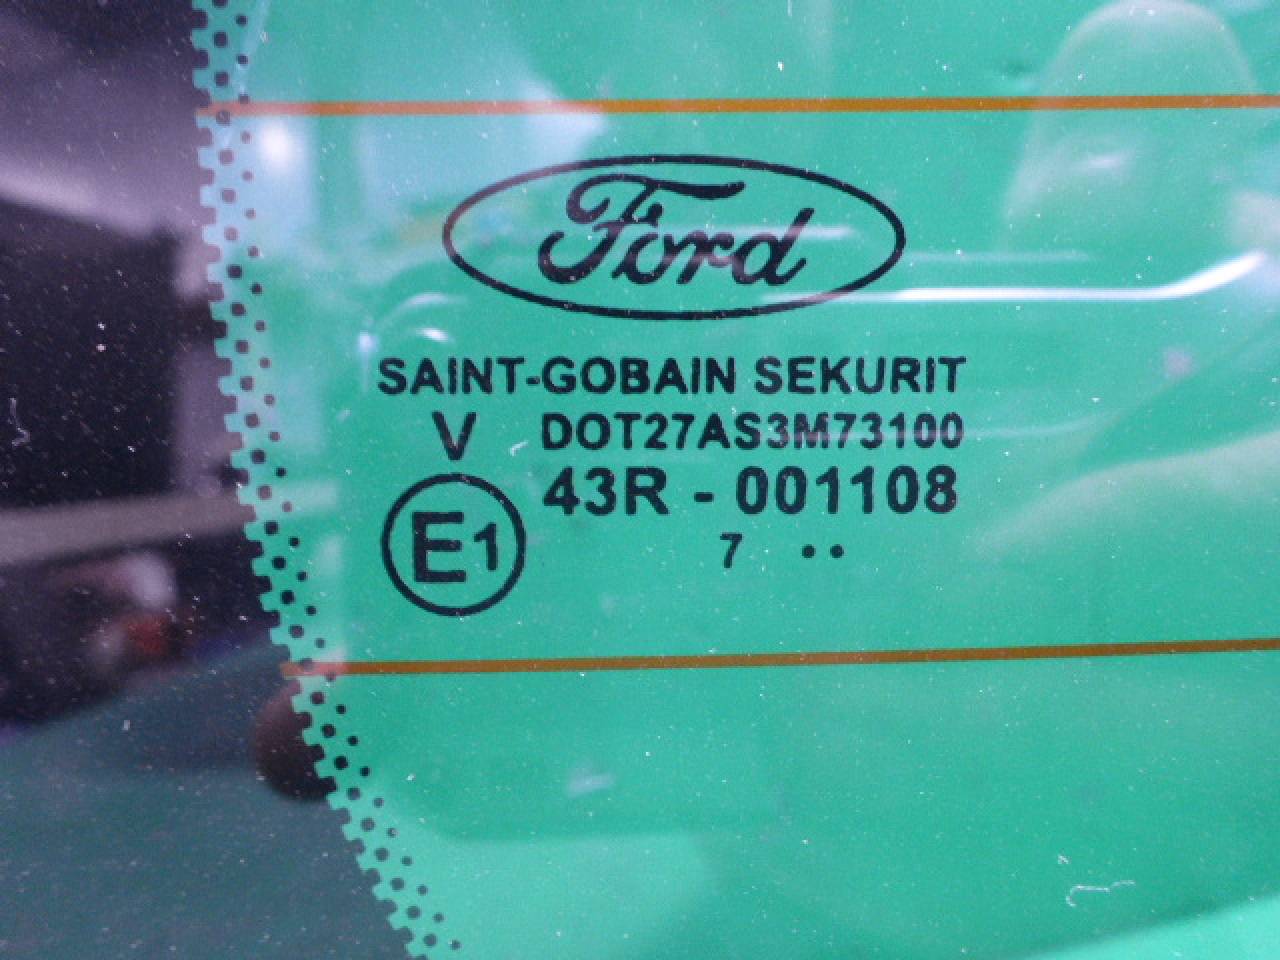 Ford
SAINT-GOBAIN SEKURIT
V DOT27AS3M73100
43R - 001108
E1
7 ••